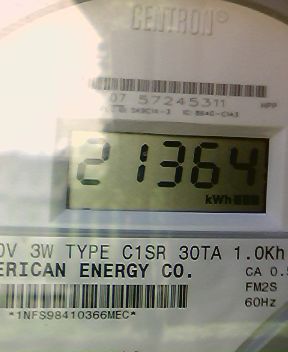 CENTRON®
07 57245311 HPP
21364
kWh
0V 3W TYPE C1SR 30TA 1.0Kh
ERICAN ENERGY CO.
CA 0.5
FM2S
60Hz
*1NFS98410366MEC*